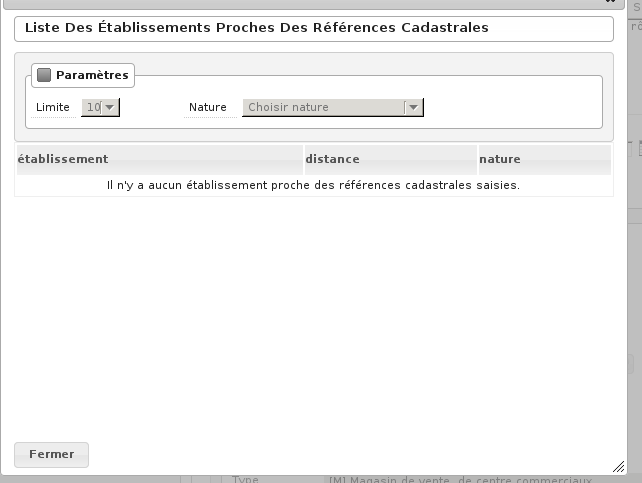 Liste Des Établissements Proches Des Références Cadastrales
Paramètres
Limite 10 Nature Choisir nature
établissement distance nature
Il n'y a aucun établissement proche des références cadastrales saisies.
Fermer
Type [M] Magasin de vente, de centre commerciaux